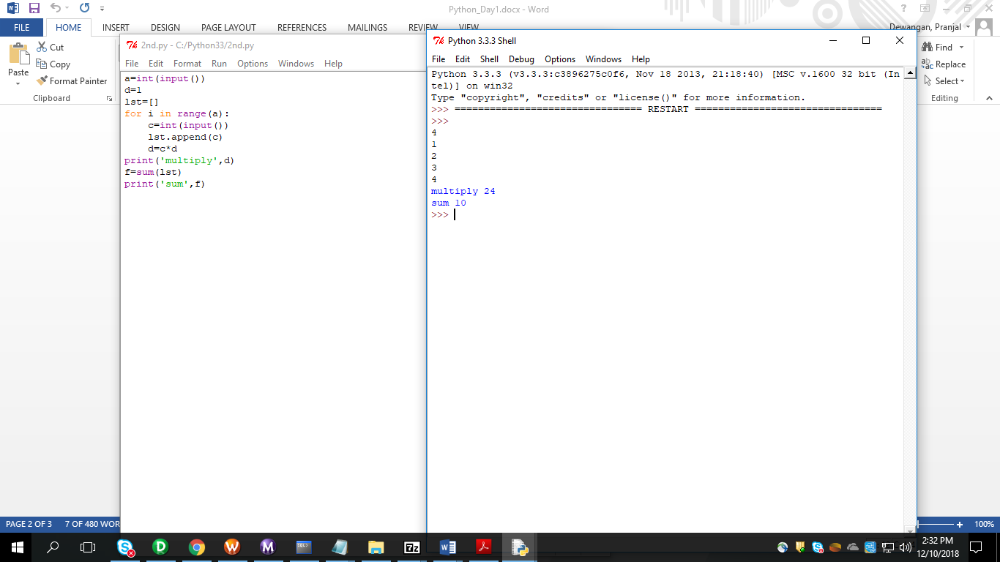 Python_Day1.docx - Word
FILE HOME INSERT DESIGN PAGE LAYOUT REFERENCES MAILINGS REVIEW VIEW
Dewangan, Pranjal
Paste
Cut
Copy
Format Painter
Clipboard
Find
Replace
Select
Editing
2nd.py - C:/Python33/2nd.py
File Edit Format Run Options Windows Help
a=int(input())
d=1
lst=[]
for i in range(a):
    c=int(input())
    lst.append(c)
    d=c*d
print('multiply',d)
f=sum(lst)
print('sum',f)
Python 3.3.3 Shell
File Edit Shell Debug Options Windows Help
Python 3.3.3 (v3.3.3:c3896275c0f6, Nov 18 2013, 21:18:40) [MSC v.1600 32 bit (In
tel)] on win32
Type "copyright", "credits" or "license()" for more information.
>>> ================================ RESTART ================================
>>>
4
1
2
3
4
multiply 24
sum 10
>>>
PAGE 2 OF 3 7 OF 480 WOR
100%
2:32 PM
12/10/2018